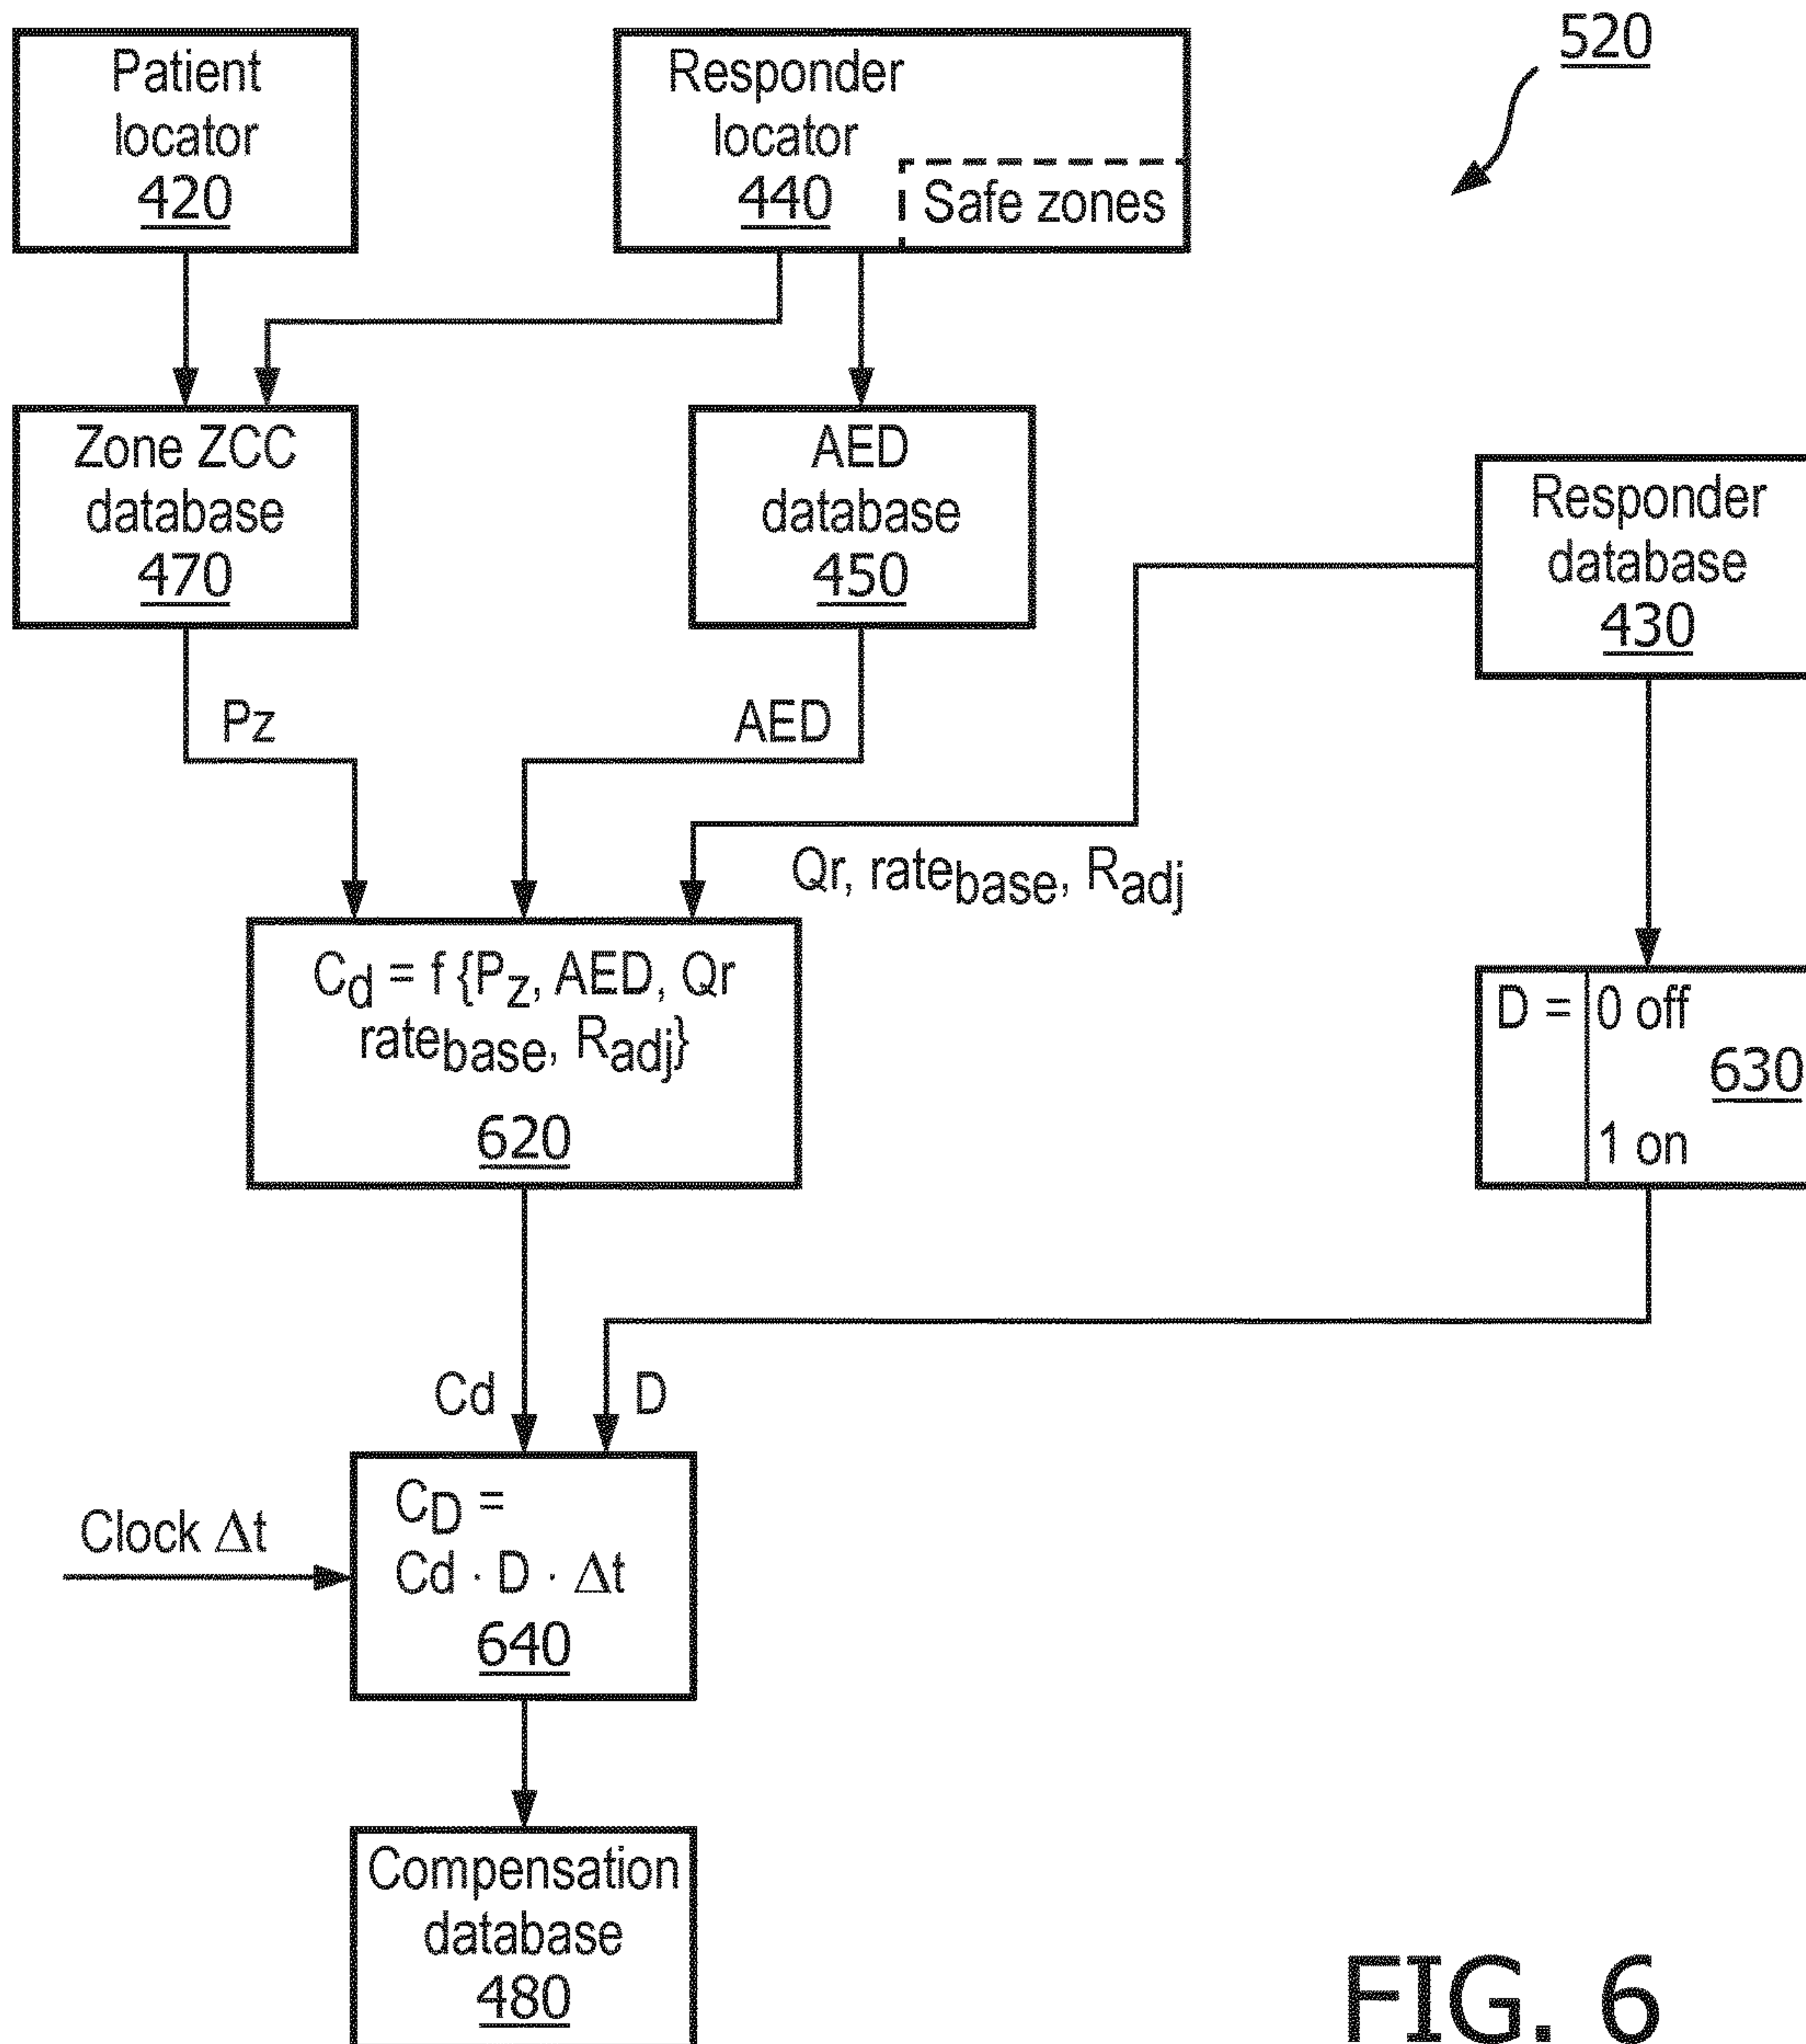 520
Patient
locator
420
Responder
locator
440
Safe zones
Zone ZCC
database
470
AED
database
450
Responder
database
430
Pz
AED
Qr, ratebase, Radj
Cd = f {Pz, AED, Qr
ratebase, Radj}
620
D = 0 off
630
1 on
Cd
D
Clock Δt
CD =
Cd · D · Δt
640
Compensation
database
480
FIG. 6